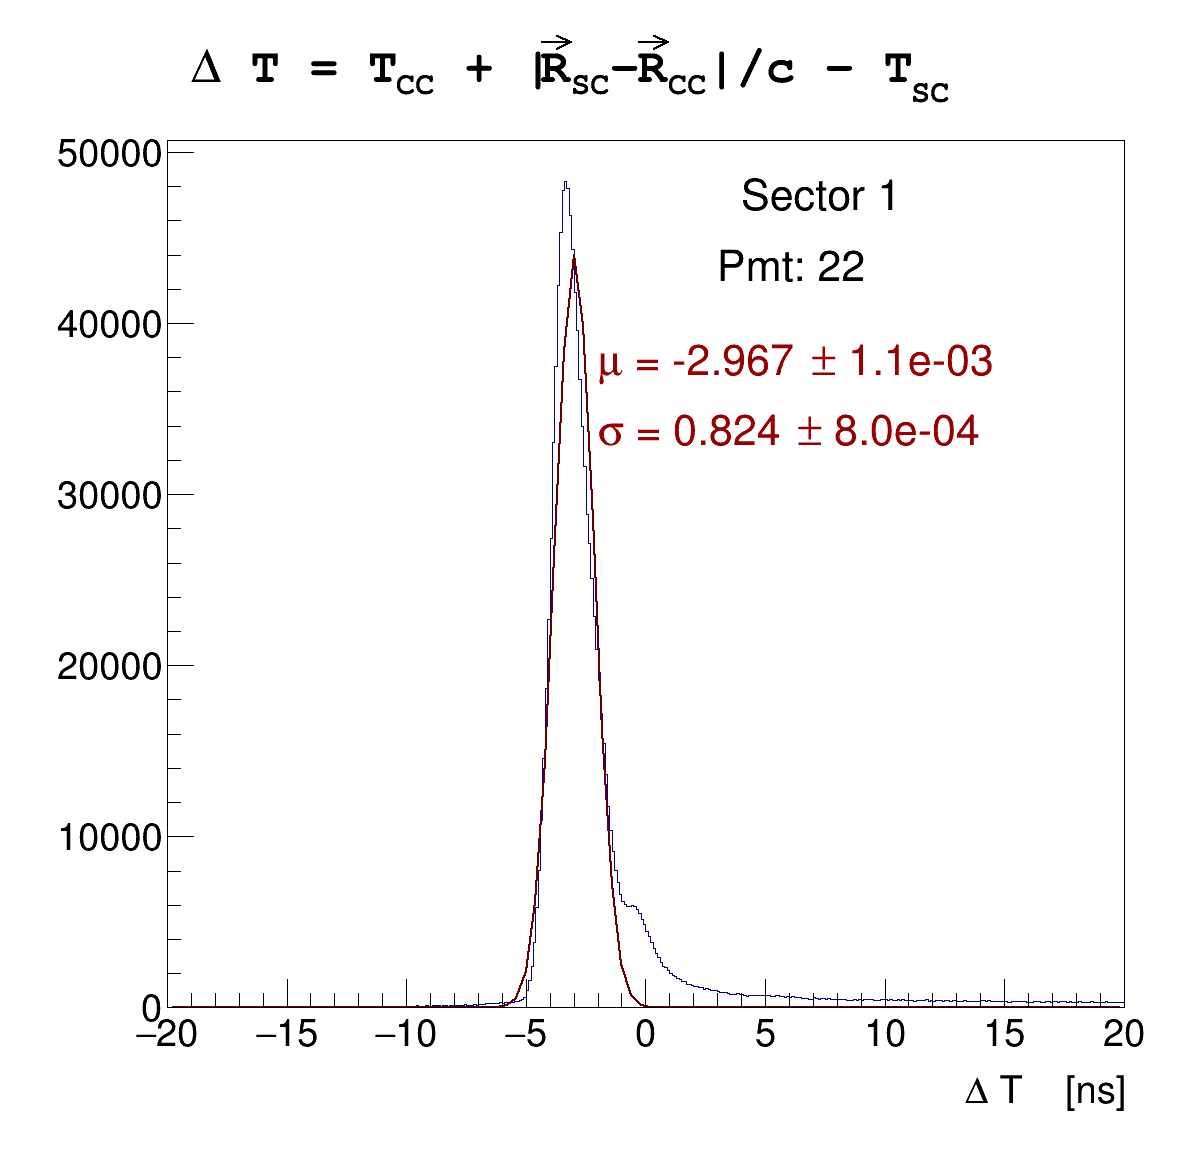 Δ T = T_CC + |R⃗_SC-R⃗_CC|/c - T_SC
50000
40000
30000
20000
10000
0
Sector 1
Pmt: 22
μ = -2.967 ± 1.1e-03
σ = 0.824 ± 8.0e-04
−20 −15 −10 −5 0 5 10 15 20
Δ T [ns]